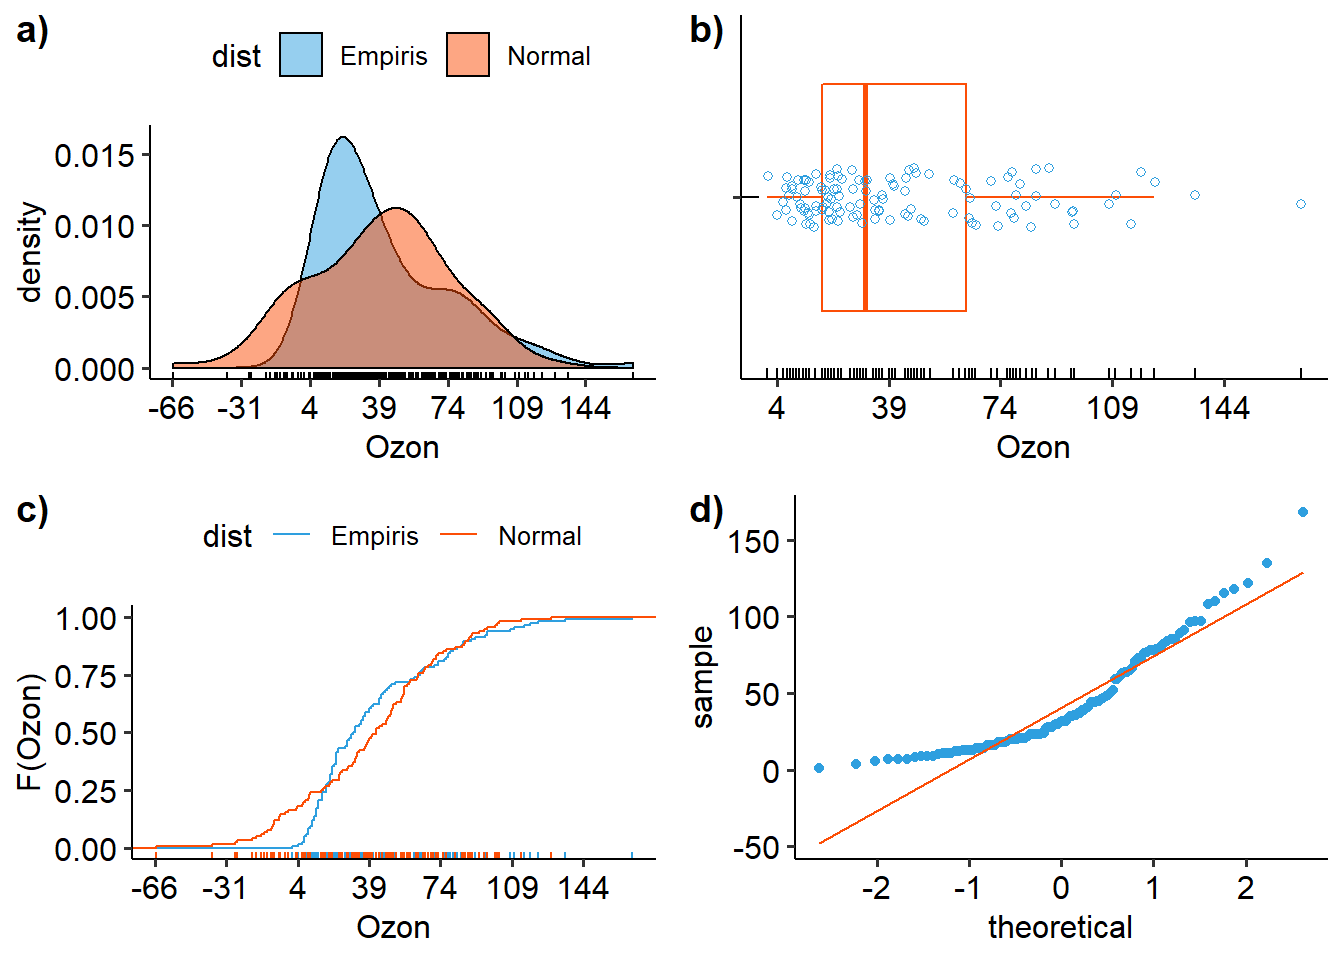 a)
dist Empiris Normal
density
0.015
0.010
0.005
0.000
-66 -31 4 39 74 109 144
Ozon
b)
4 39 74 109 144
Ozon
c)
dist Empiris Normal
F(Ozon)
1.00
0.75
0.50
0.25
0.00
-66 -31 4 39 74 109 144
Ozon
d)
sample
150
100
50
0
-50
-2 -1 0 1 2
theoretical